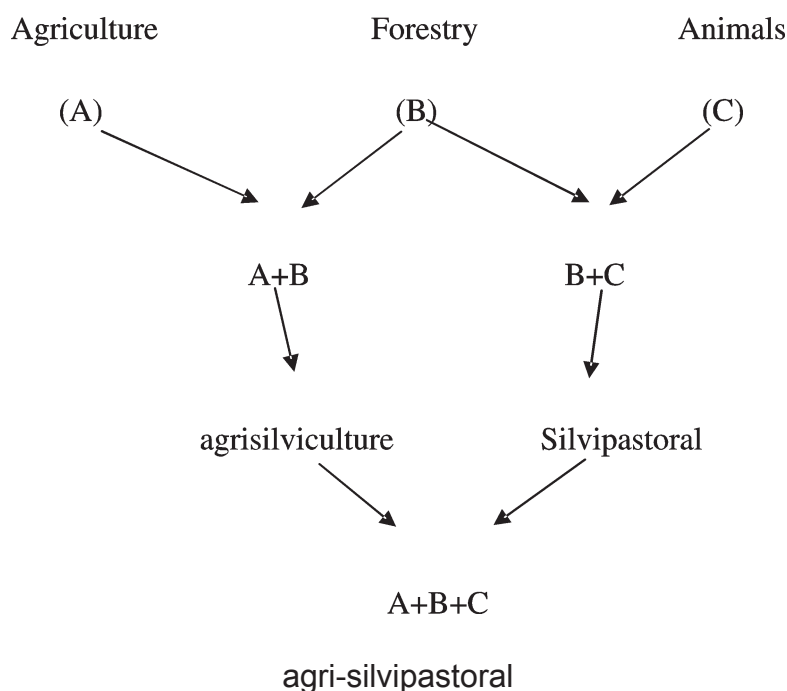 Agriculture Forestry Animals
(A) (B) (C)
A+B B+C
agrisilviculture Silvipastoral
A+B+C
agri-silvipastoral